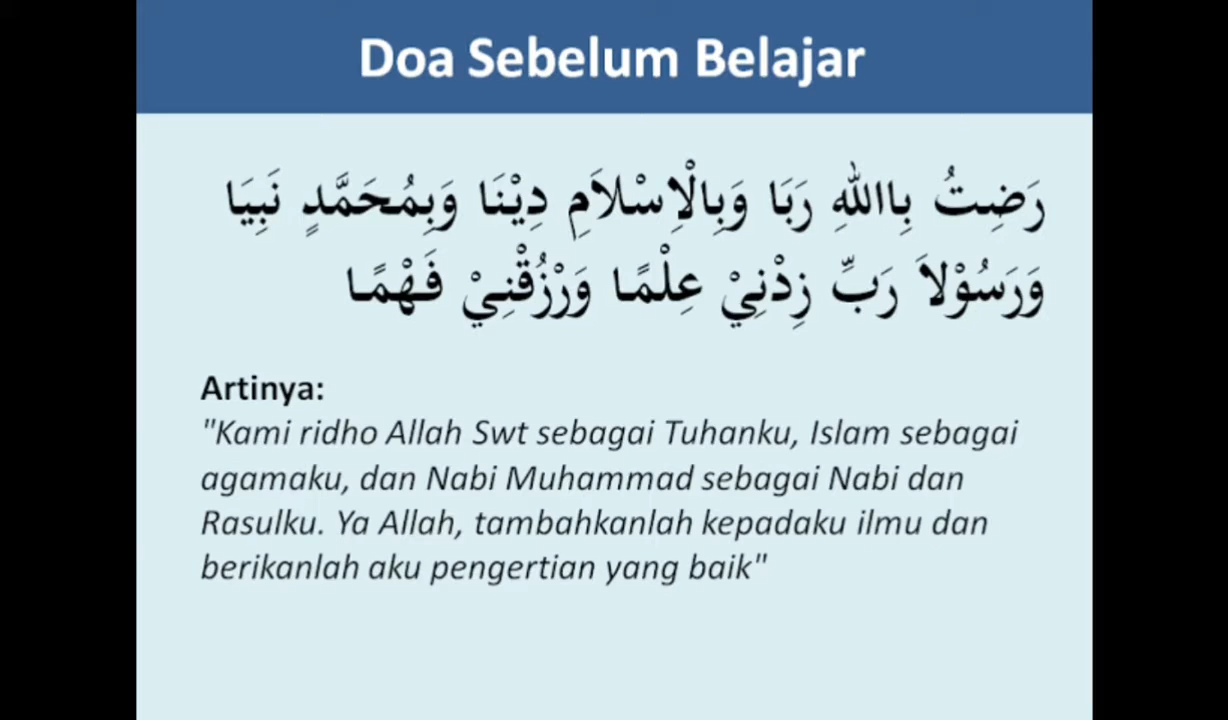 Doa Sebelum Belajar
رَضِتُ بِااللهِ رَبَا وَبِالْاِسْلاَمِ دِيْنَا وَبِمُحَمَّدٍ نَبِيَا
وَرَسُوْلاَ رَبِّ زِدْنِيْ عِلْمًا وَرْزُقْنِيْ فَهْمًا
Artinya:
"Kami ridho Allah Swt sebagai Tuhanku, Islam sebagai
agamaku, dan Nabi Muhammad sebagai Nabi dan
Rasulku. Ya Allah, tambahkanlah kepadaku ilmu dan
berikanlah aku pengertian yang baik"